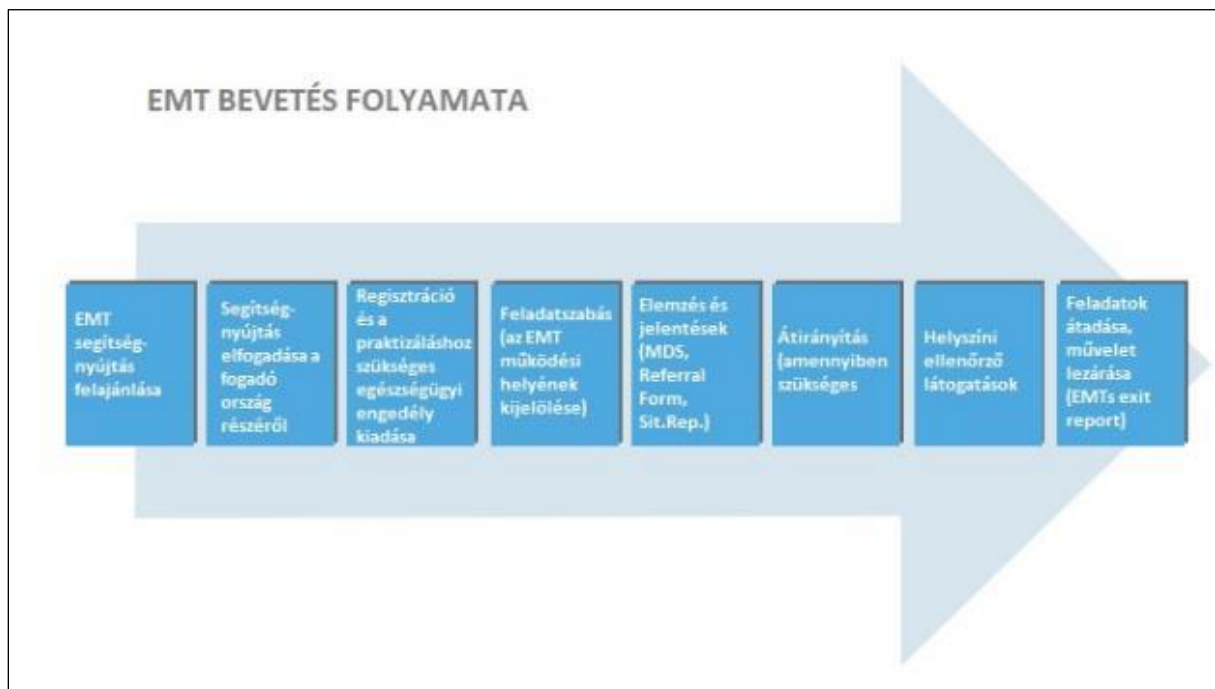 EMT BEVETÉS FOLYAMATA
EMT
segítség-
nyújtás
felajánlása
Segítség-
nyújtás
elfogadása a
fogadó
ország
részéről
Regisztráció
és a
praktizáláshoz
szükséges
egészségügyi
engedély
kiadása
Feladatszabás
(az EMT
működési
helyének
kijelölése)
Elemzés és
jelentések
(MDS,
Referral
Form,
Sit.Rep.)
Átirányítás
(amennyiben
szükséges
Helyszíni
ellenőrző
látogatások
Feladatok
átadása,
művelet
lezárása
(EMTs exit
report)